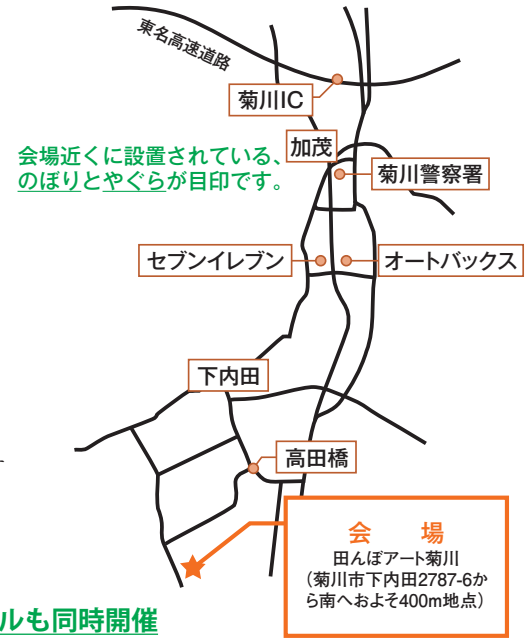 東名高速道路
菊川IC
会場近くに設置されている、
のぼりとやぐらが目印です。
加茂
菊川警察署
セブンイレブン
オートバックス
下内田
高田橋
会場
田んぼアート菊川
(菊川市下内田2787-6か
ら南へおよそ400m地点)
ルも同時開催